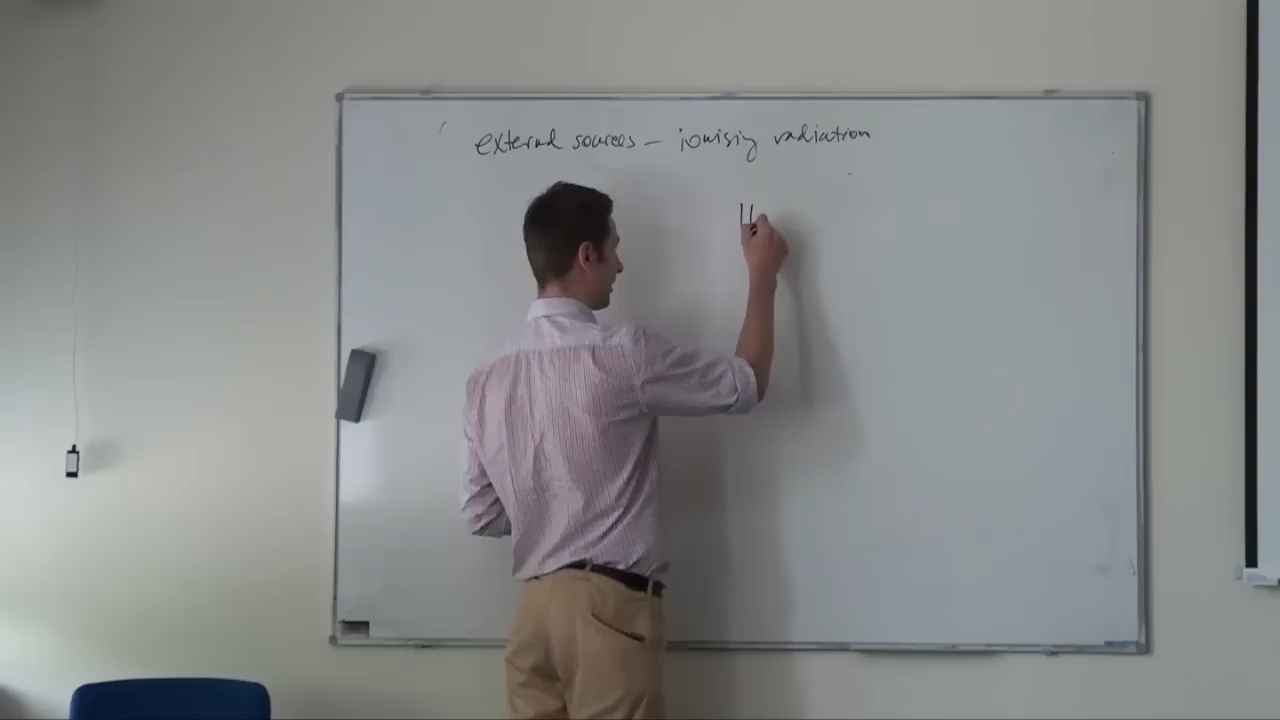 external sources – ionising radiation